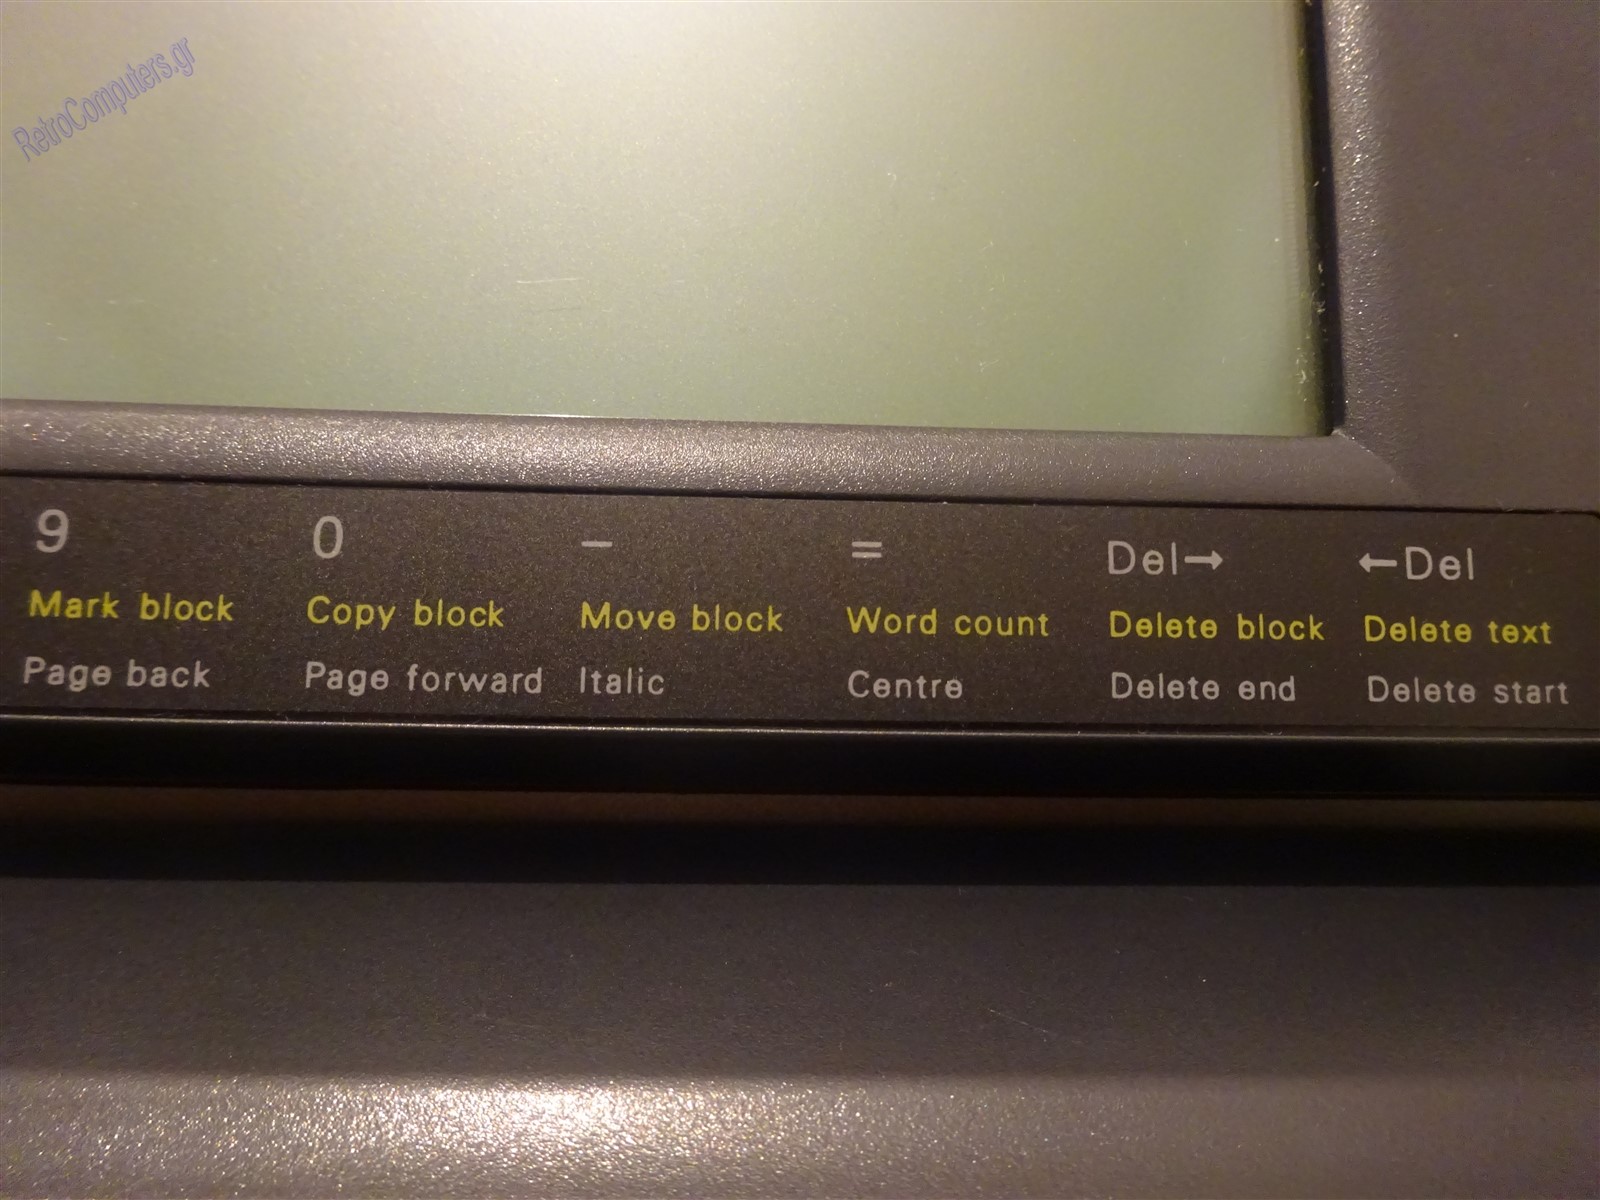 RetroComputers.gr
9 0 − = Del→ ←Del
Mark block Copy block Move block Word count Delete block Delete text
Page back Page forward Italic Centre Delete end Delete start